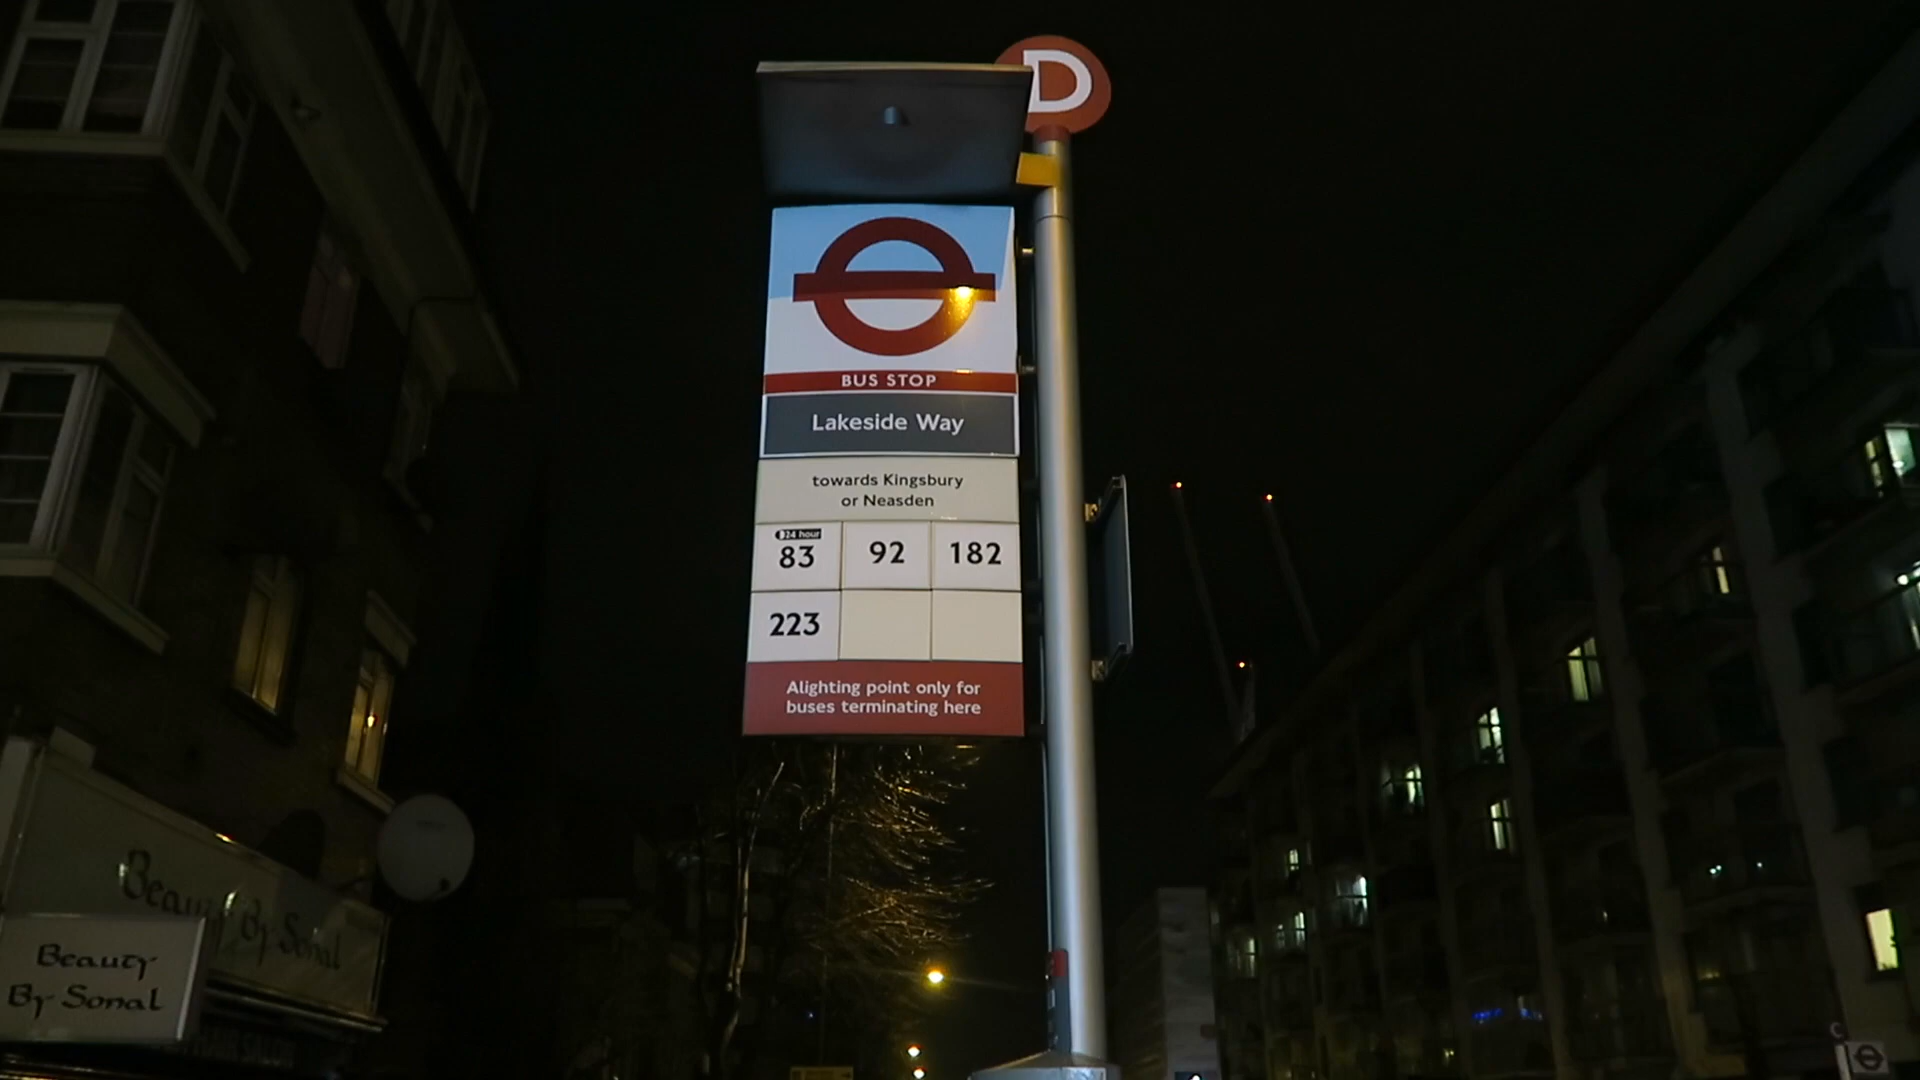 D
BUS STOP
Lakeside Way
towards Kingsbury
or Neasden
24 hour
83
92
182
223
Alighting point only for
buses terminating here
Beauty By Sonal
Beauty
By Sonal
C